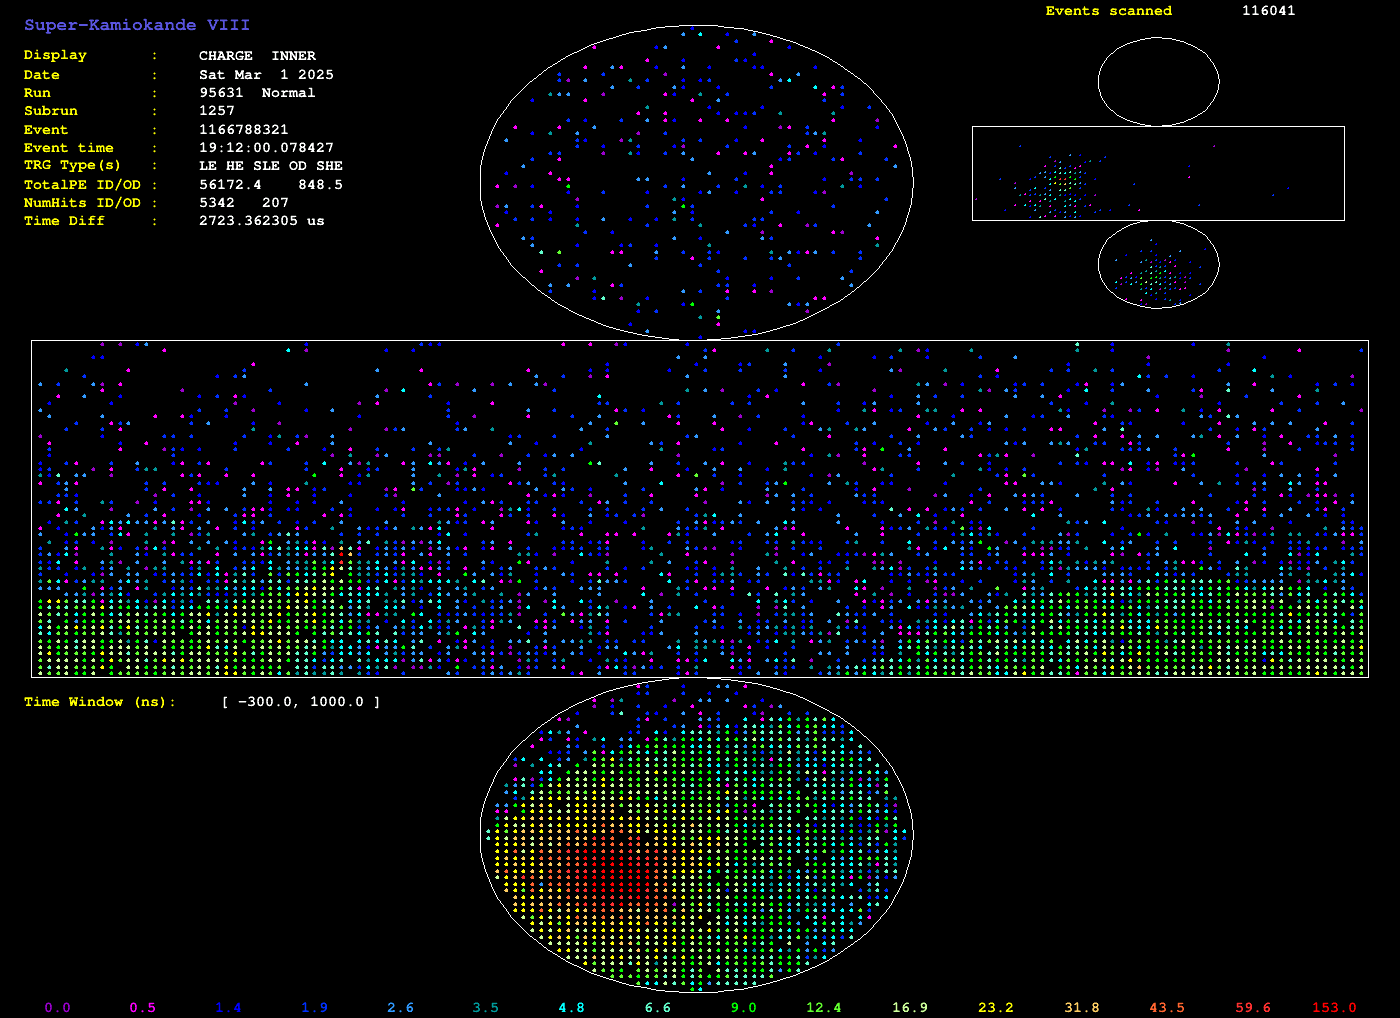 Super-Kamiokande VIII
Events scanned 116041
Display : CHARGE INNER
Date : Sat Mar 1 2025
Run : 95631 Normal
Subrun : 1257
Event : 1166788321
Event time : 19:12:00.078427
TRG Type(s) : LE HE SLE OD SHE
TotalPE ID/OD : 56172.4 848.5
NumHits ID/OD : 5342 207
Time Diff : 2723.362305 us
Time Window (ns): [ -300.0, 1000.0 ]
0.0 0.5 1.4 1.9 2.6 3.5 4.8 6.6 9.0 12.4 16.9 23.2 31.8 43.5 59.6 153.0